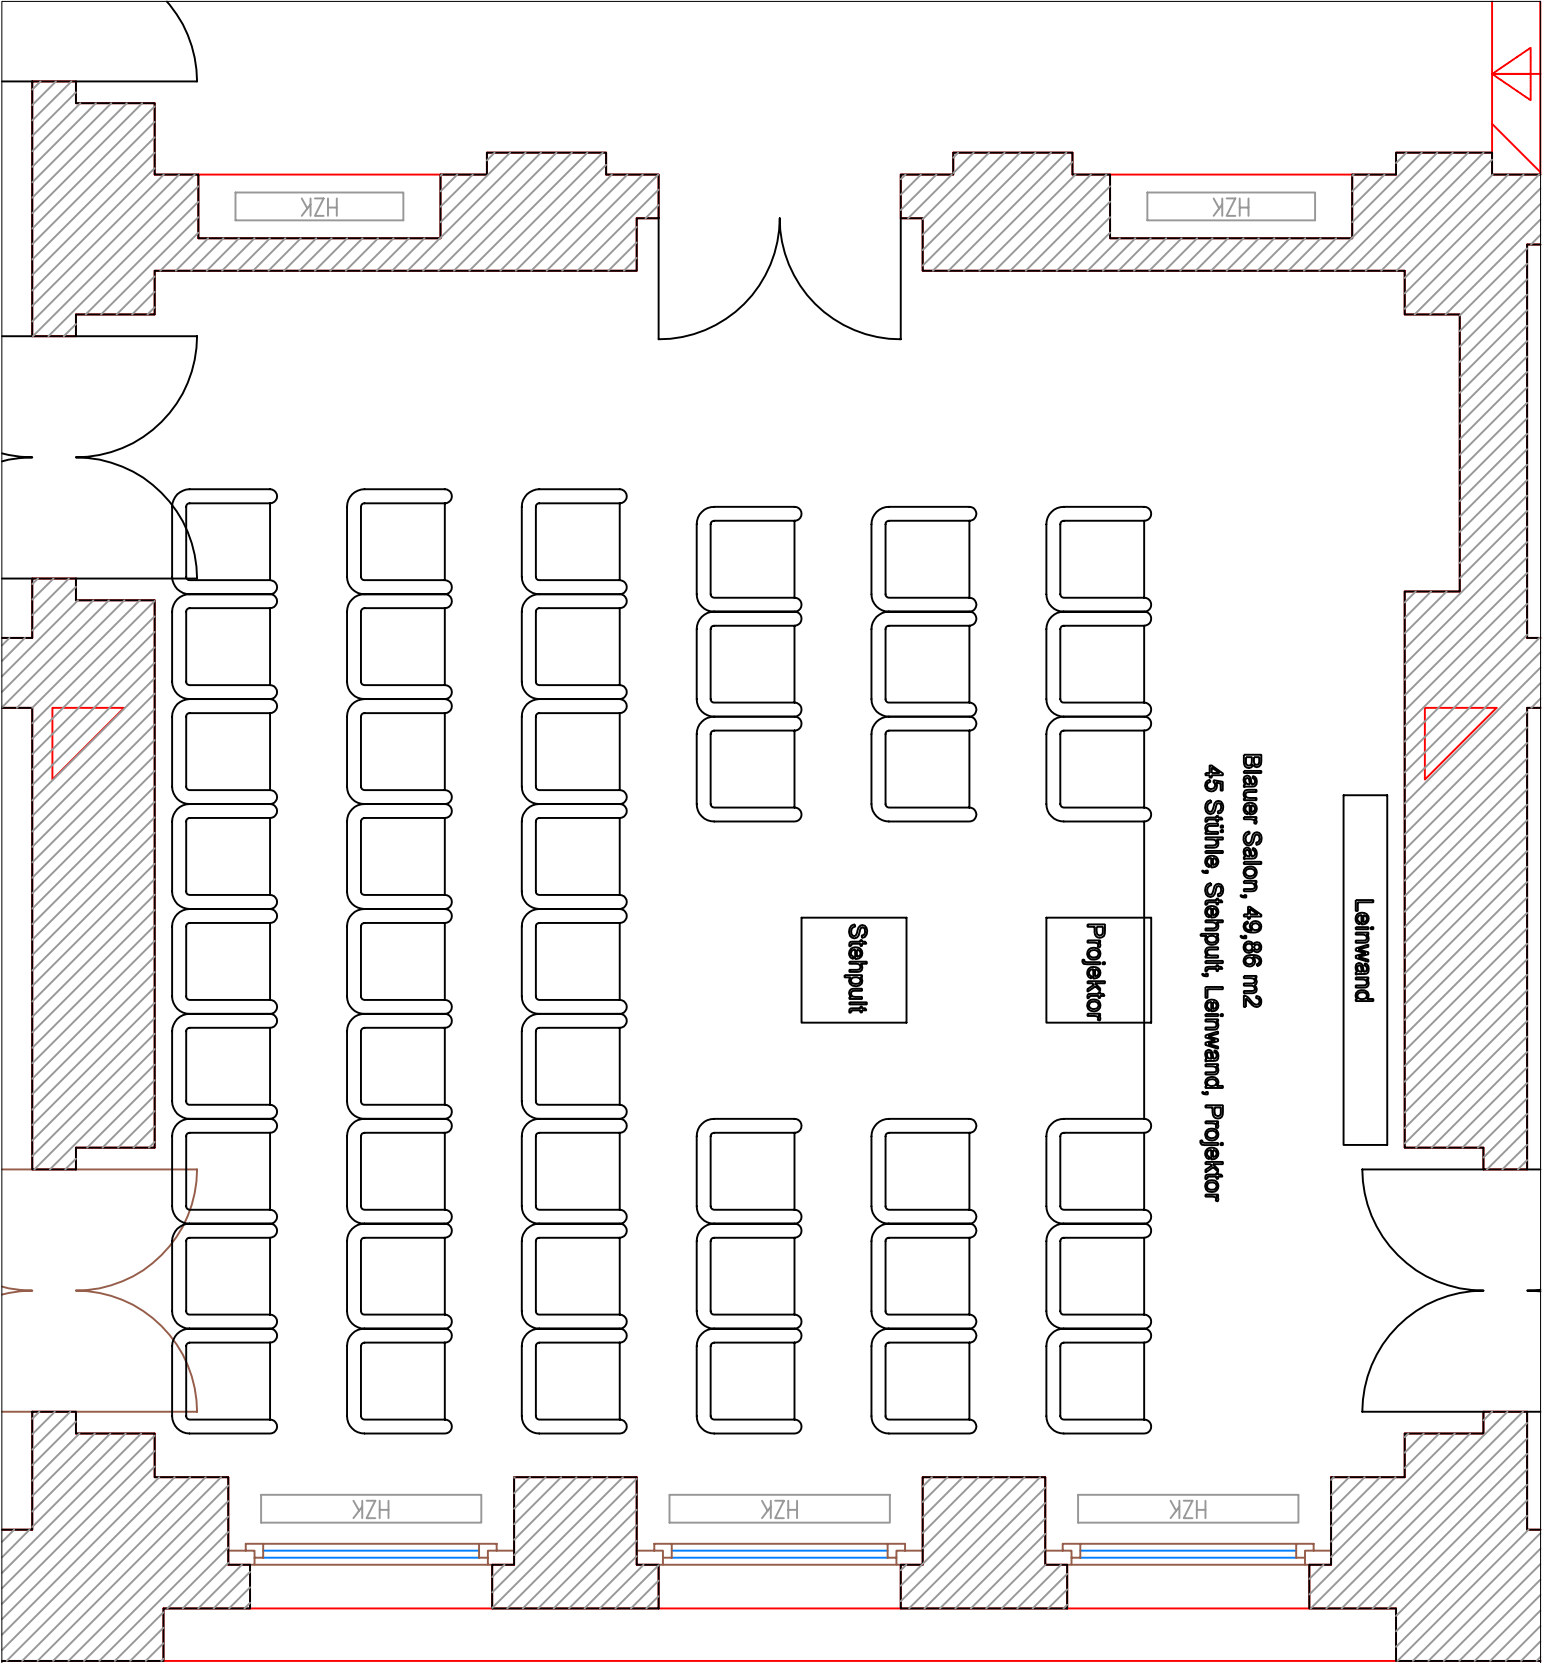 HZK
HZK
Blauer Salon, 49,86 m2
45 Stühle, Stehpult, Leinwand, Projektor
Leinwand
Projektor
Stehpult
HZK
HZK
HZK